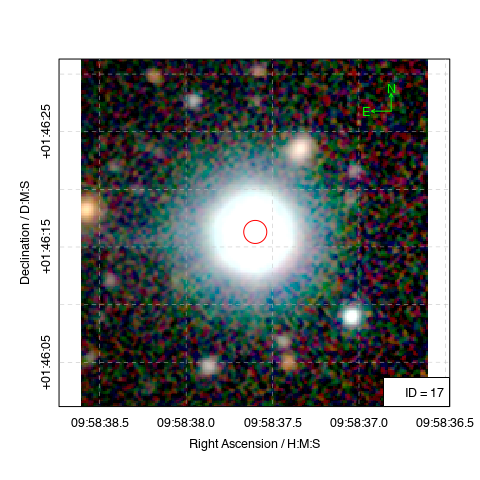 N
E
+01:46:25
+01:46:15
+01:46:05
Declination / D:M:S
ID = 17
09:58:38.5 09:58:38.0 09:58:37.5 09:58:37.0 09:58:36.5
Right Ascension / H:M:S